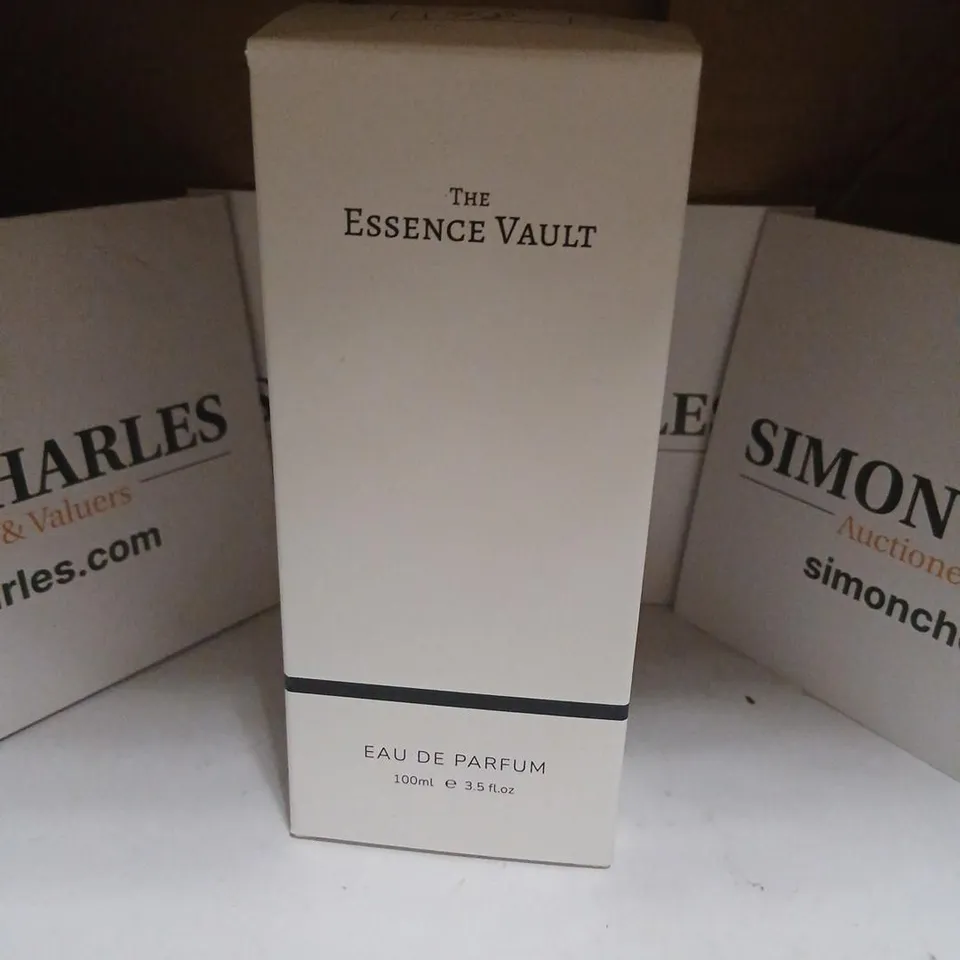 THE
ESSENCE VAULT
EAU DE PARFUM
100ml ℮ 3.5 fl.oz
HARLES
& Valuers
rles.com
LES
SIMON
Auctione
simonch